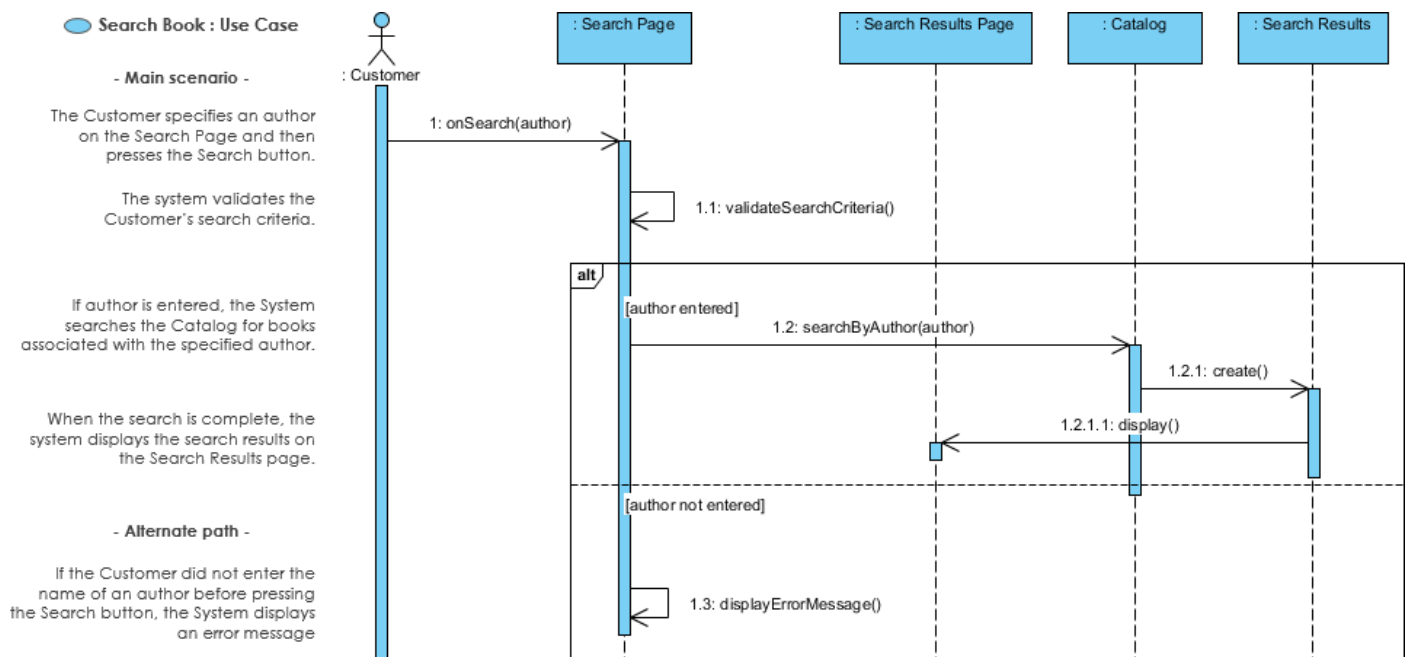 Search Book : Use Case
: Search Page
: Search Results Page
: Catalog
: Search Results
: Customer
- Main scenario -
The Customer specifies an author
on the Search Page and then
presses the Search button.
1: onSearch(author)
The system validates the
Customer's search criteria.
1.1: validateSearchCriteria()
alt
[author entered]
If author is entered, the System
searches the Catalog for books
associated with the specified author.
1.2: searchByAuthor(author)
1.2.1: create()
When the search is complete, the
system displays the search results on
the Search Results page.
1.2.1.1: display()
[author not entered]
- Alternate path -
If the Customer did not enter the
name of an author before pressing
the Search button, the System displays
an error message
1.3: displayErrorMessage()